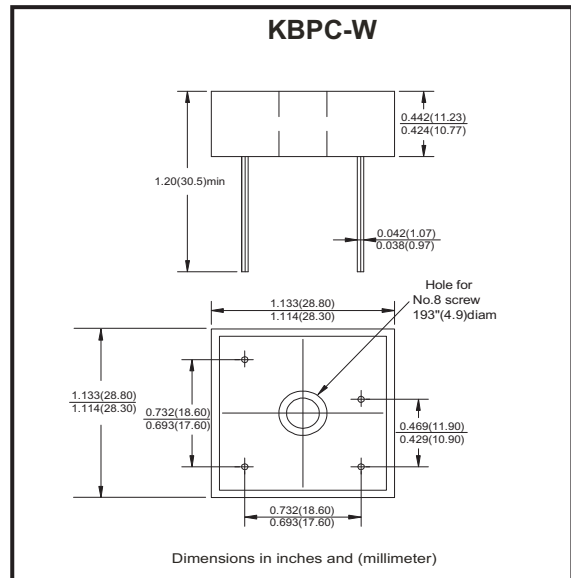 KBPC-W
0.442(11.23)
0.424(10.77)
1.20(30.5)min
0.042(1.07)
0.038(0.97)
Hole for
No.8 screw
193"(4.9)diam
1.133(28.80)
1.114(28.30)
1.133(28.80)
1.114(28.30)
0.732(18.60)
0.693(17.60)
0.469(11.90)
0.429(10.90)
0.732(18.60)
0.693(17.60)
Dimensions in inches and (millimeter)